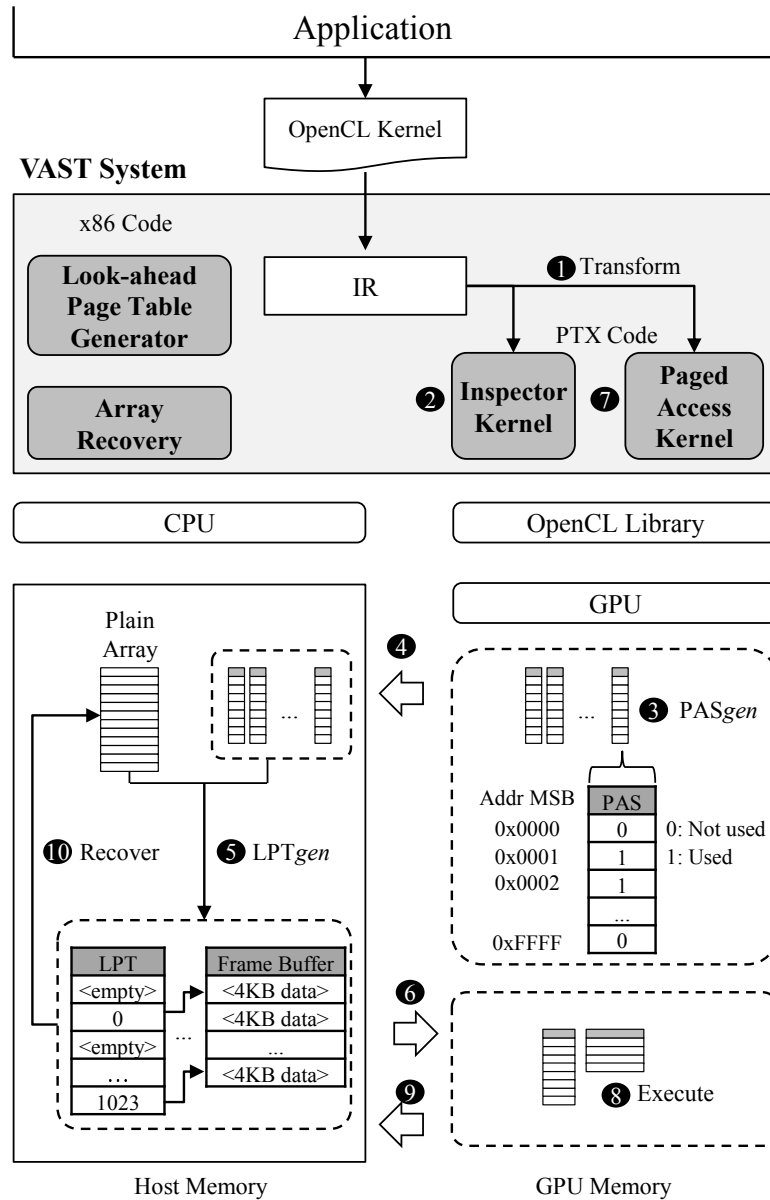 Application
OpenCL Kernel
VAST System
x86 Code
Look-ahead
Page Table
Generator
Array
Recovery
IR
1 Transform
PTX Code
2 Inspector
Kernel
7 Paged
Access
Kernel
CPU
OpenCL Library
Plain
Array
...
4
GPU
...
3 PASgen
Addr MSB
PAS
0x0000 0 0: Not used
0x0001 1 1: Used
0x0002 1
...
0xFFFF 0
10 Recover
5 LPTgen
LPT
<empty>
0
<empty>
...
1023
...
Frame Buffer
<4KB data>
<4KB data>
...
<4KB data>
6
9
8 Execute
Host Memory
GPU Memory